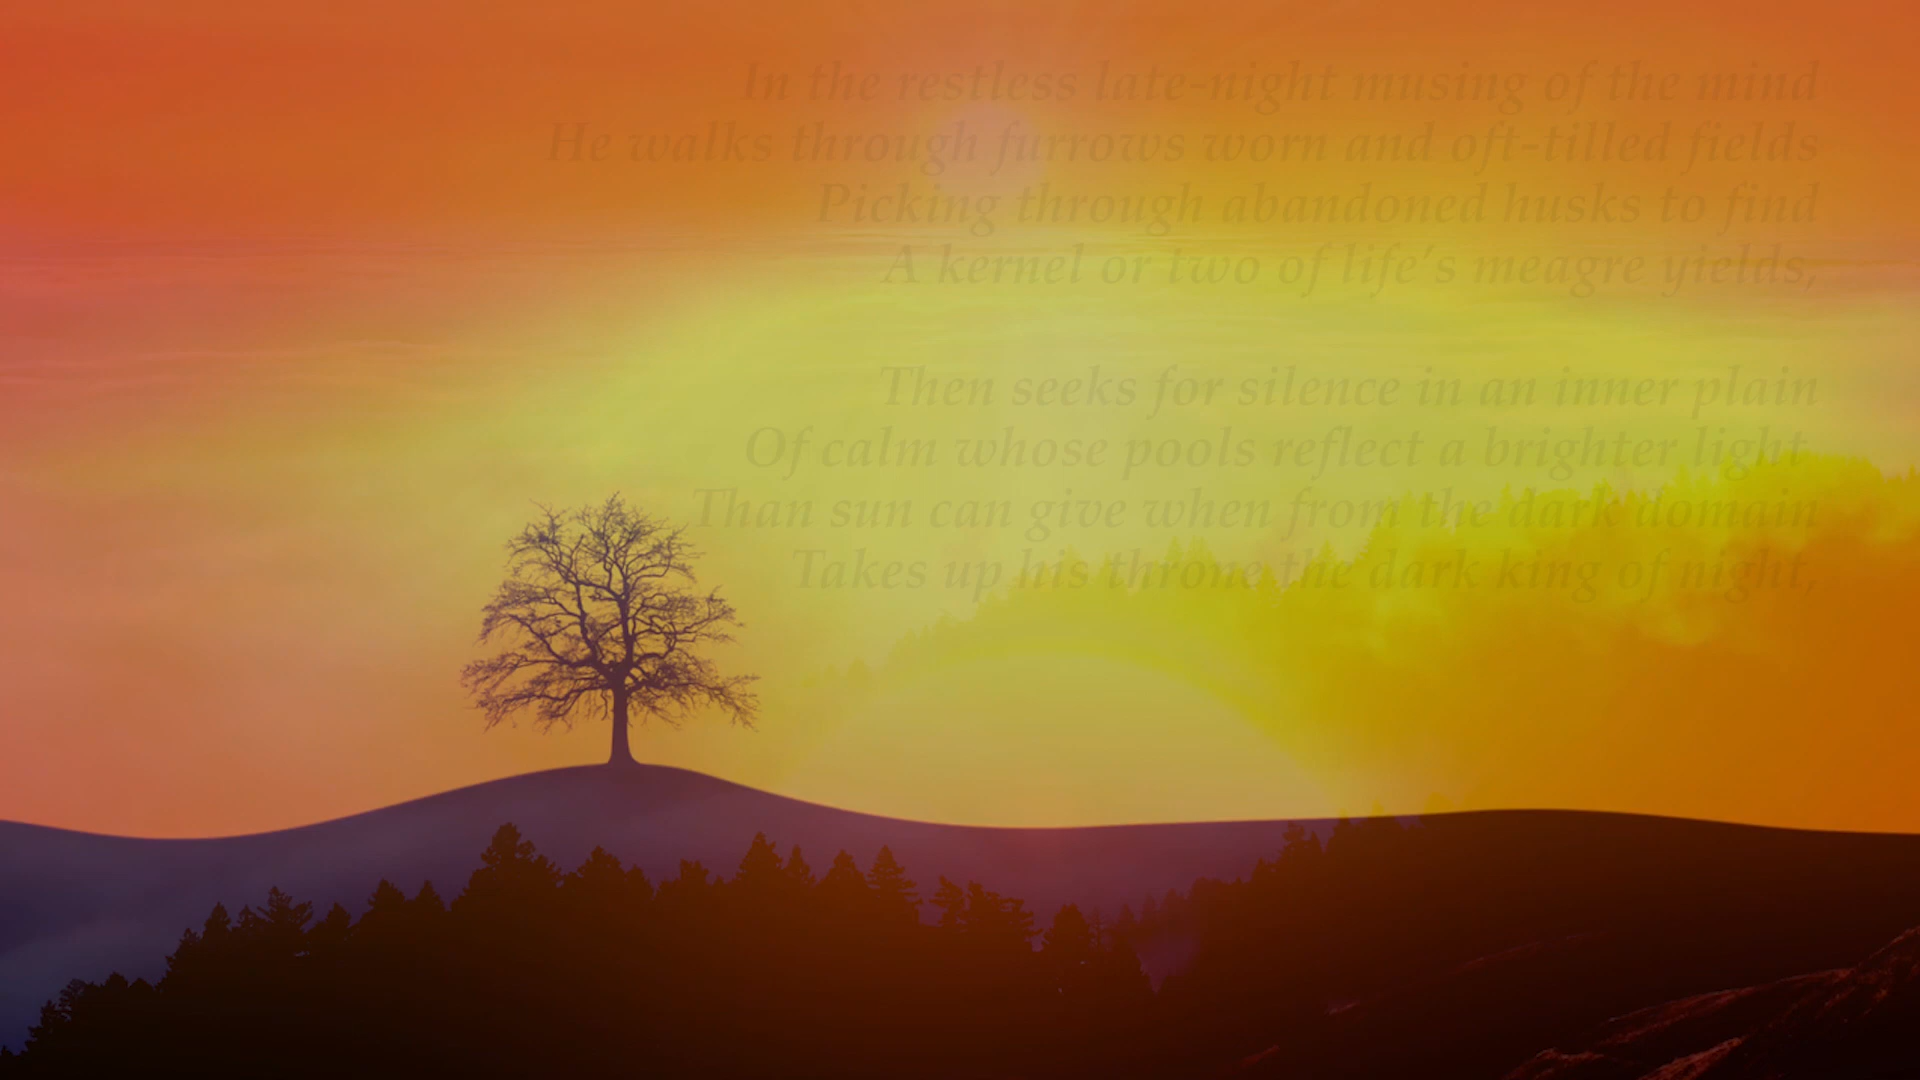 In the restless late-night musing of the mind
He walks through furrows worn and oft-tilled fields
Picking through abandoned husks to find
A kernel or two of life’s meagre yields,
Then seeks for silence in an inner plain
Of calm whose pools reflect a brighter light
Than sun can give when from the dark domain
Takes up his throne the dark king of night,